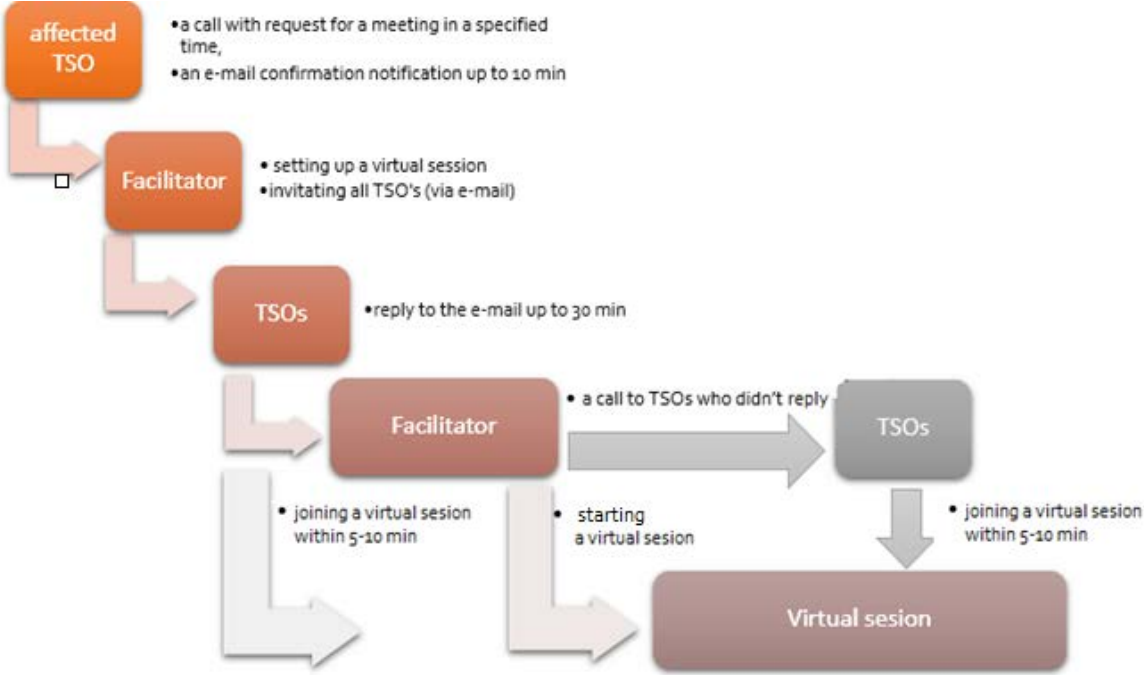 affected
TSO
•a call with request for a meeting in a specified
time,
•an e-mail confirmation notification up to 10 min
Facilitator
• setting up a virtual session
•invitating all TSO's (via e-mail)
TSOs
•reply to the e-mail up to 30 min
Facilitator
• a call to TSOs who didn't reply
TSOs
• joining a virtual sesion
within 5-10 min
• starting
a virtual sesion
• joining a virtual sesion
within 5-10 min
Virtual sesion